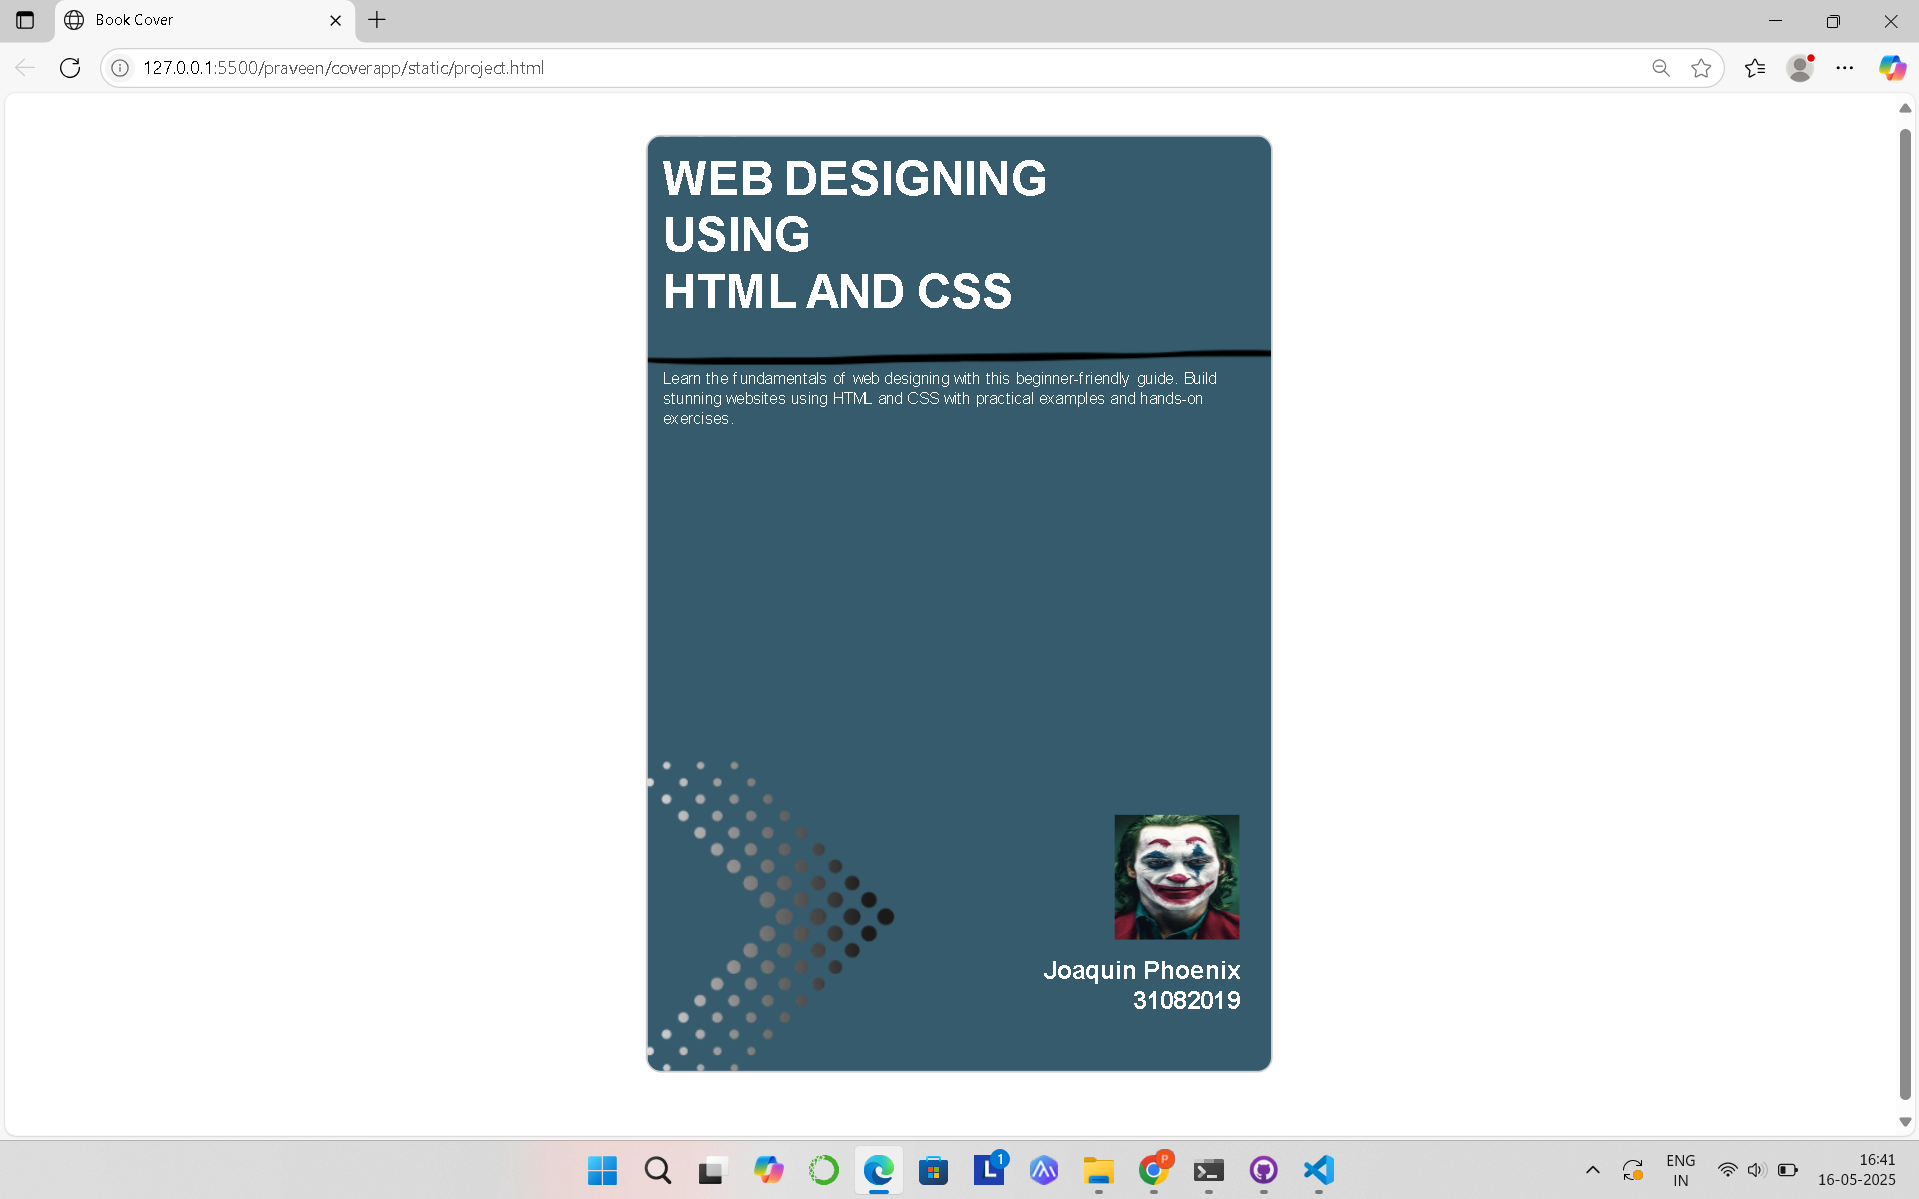 Book Cover
127.0.0.1:5500/praveen/coverapp/static/project.html
WEB DESIGNING
USING
HTML AND CSS
Learn the fundamentals of web designing with this beginner-friendly guide. Build
stunning websites using HTML and CSS with practical examples and hands-on
exercises.
Joaquin Phoenix
31082019
L
1
P
ENG
IN
16:41
16-05-2025